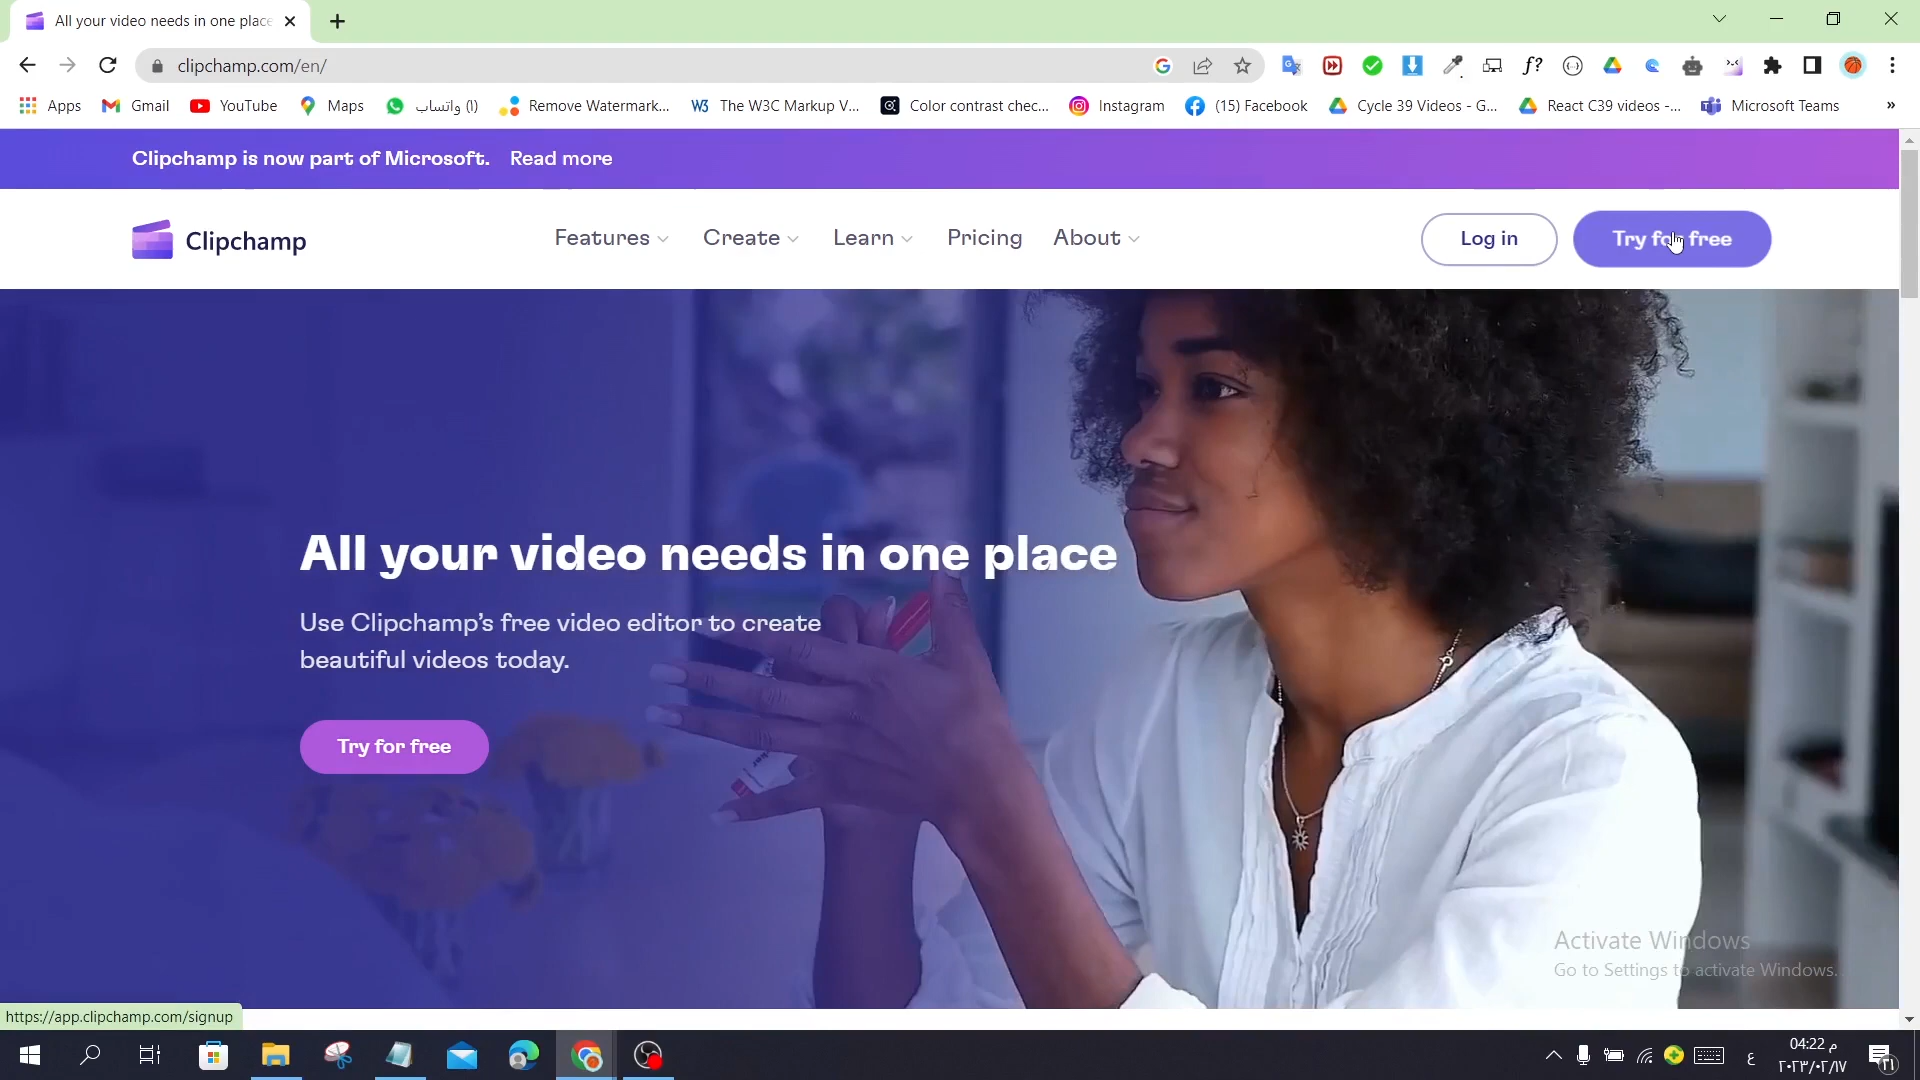 All your video needs in one place
clipchamp.com/en/
Apps
Gmail
YouTube
Maps
(١) واتساب
Remove Watermark...
The W3C Markup V...
Color contrast chec...
Instagram
(15) Facebook
Cycle 39 Videos - G...
React C39 videos -...
Microsoft Teams
»
Clipchamp is now part of Microsoft. Read more
Clipchamp
Features
Create
Learn
Pricing
About
Log in
Try for free
All your video needs in one place
Use Clipchamp's free video editor to create
beautiful videos today.
Try for free
Activate Windows
Go to Settings to activate Windows.
https://app.clipchamp.com/signup
ع
04:22 م
٢٠٢٣/٠٢/١٧
٢١